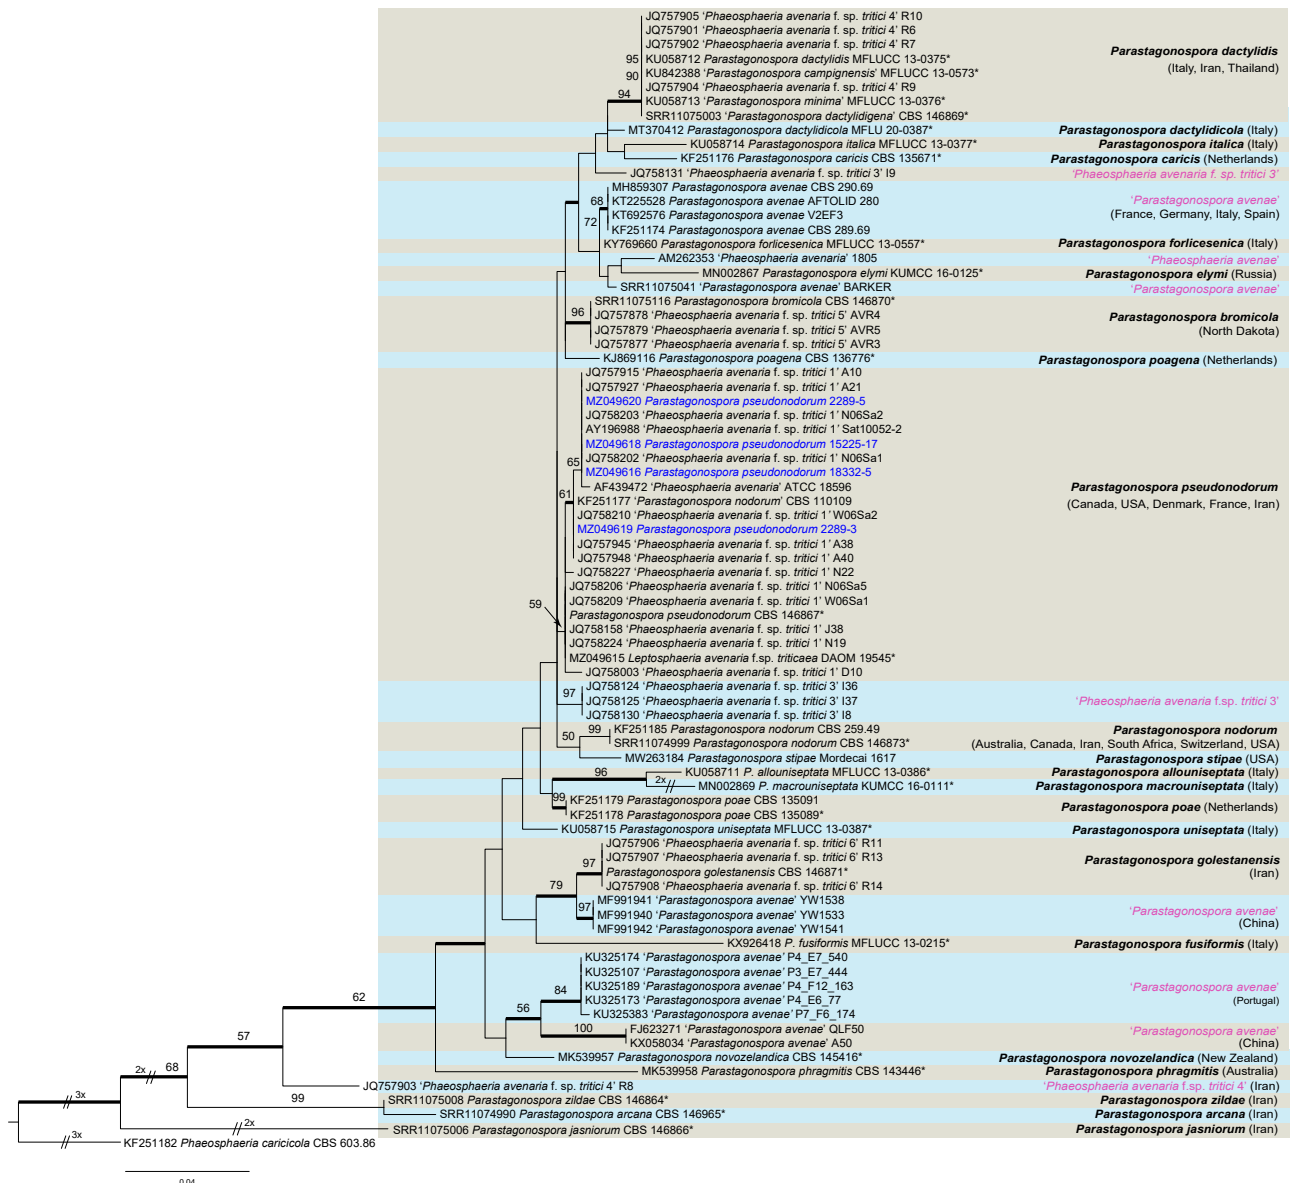 JQ757905 ‘Phaeosphaeria avenaria f. sp. tritici 4’ R10
JQ757901 ‘Phaeosphaeria avenaria f. sp. tritici 4’ R6
JQ757902 ‘Phaeosphaeria avenaria f. sp. tritici 4’ R7
95 KU058712 Parastagonospora dactylidis MFLUCC 13-0375*
Parastagonospora dactylidis
(Italy, Iran, Thailand)
90 KU842388 ‘Parastagonospora campignensis’ MFLUCC 13-0573*
JQ757904 ‘Phaeosphaeria avenaria f. sp. tritici 4’ R9
94 KU058713 ‘Parastagonospora minima’ MFLUCC 13-0376*
SRR11075003 ‘Parastagonospora dactylidigena’ CBS 146869*
MT370412 Parastagonospora dactylidicola MFLU 20-0387* Parastagonospora dactylidicola (Italy)
KU058714 Parastagonospora italica MFLUCC 13-0377* Parastagonospora italica (Italy)
KF251176 Parastagonospora caricis CBS 135671* Parastagonospora caricis (Netherlands)
JQ758131 ‘Phaeosphaeria avenaria f. sp. tritici 3’ I9 ‘Phaeosphaeria avenaria f. sp. tritici 3’
MH859307 Parastagonospora avenae CBS 290.69
68 KT225528 Parastagonospora avenae AFTOLID 280 ‘Parastagonospora avenae’
72 KT692576 Parastagonospora avenae V2EF3 (France, Germany, Italy, Spain)
KF251174 Parastagonospora avenae CBS 289.69
KY769660 Parastagonospora forlicesenica MFLUCC 13-0557* Parastagonospora forlicesenica (Italy)
AM262353 ‘Phaeosphaeria avenaria’ 1805 ‘Phaeosphaeria avenae’
MN002867 Parastagonospora elymi KUMCC 16-0125* Parastagonospora elymi (Russia)
SRR11075041 ‘Parastagonospora avenae’ BARKER ‘Parastagonospora avenae’
SRR11075116 Parastagonospora bromicola CBS 146870*
96 JQ757878 ‘Phaeosphaeria avenaria f. sp. tritici 5’ AVR4 Parastagonospora bromicola
JQ757879 ‘Phaeosphaeria avenaria f. sp. tritici 5’ AVR5 (North Dakota)
JQ757877 ‘Phaeosphaeria avenaria f. sp. tritici 5’ AVR3
KJ869116 Parastagonospora poagena CBS 136776* Parastagonospora poagena (Netherlands)
JQ757915 ‘Phaeosphaeria avenaria f. sp. tritici 1’ A10
JQ757927 ‘Phaeosphaeria avenaria f. sp. tritici 1’ A21
MZ049620 Parastagonospora pseudonodorum 2289-5
JQ758203 ‘Phaeosphaeria avenaria f. sp. tritici 1’ N06Sa2
AY196988 ‘Phaeosphaeria avenaria f. sp. tritici 1’ Sat10052-2
MZ049618 Parastagonospora pseudonodorum 15225-17
65 JQ758202 ‘Phaeosphaeria avenaria f. sp. tritici 1’ N06Sa1
MZ049616 Parastagonospora pseudonodorum 18332-5
AF439472 ‘Phaeosphaeria avenaria’ ATCC 18596 Parastagonospora pseudonodorum
61 KF251177 ‘Parastagonospora nodorum’ CBS 110109 (Canada, USA, Denmark, France, Iran)
JQ758210 ‘Phaeosphaeria avenaria f. sp. tritici 1’ W06Sa2
MZ049619 Parastagonospora pseudonodorum 2289-3
JQ757945 ‘Phaeosphaeria avenaria f. sp. tritici 1’ A38
JQ757948 ‘Phaeosphaeria avenaria f. sp. tritici 1’ A40
JQ758227 ‘Phaeosphaeria avenaria f. sp. tritici 1’ N22
JQ758206 ‘Phaeosphaeria avenaria f. sp. tritici 1’ N06Sa5
59 JQ758209 ‘Phaeosphaeria avenaria f. sp. tritici 1’ W06Sa1
Parastagonospora pseudonodorum CBS 146867*
JQ758158 ‘Phaeosphaeria avenaria f. sp. tritici 1’ J38
JQ758224 ‘Phaeosphaeria avenaria f. sp. tritici 1’ N19
MZ049615 Leptosphaeria avenaria f.sp. triticaea DAOM 19545*
JQ758003 ‘Phaeosphaeria avenaria f. sp. tritici 1’ D10
JQ758124 ‘Phaeosphaeria avenaria f. sp. tritici 3’ I36
97 JQ758125 ‘Phaeosphaeria avenaria f. sp. tritici 3’ I37 ‘Phaeosphaeria avenaria f.sp. tritici 3’
JQ758130 ‘Phaeosphaeria avenaria f. sp. tritici 3’ I8
99 KF251185 Parastagonospora nodorum CBS 259.49 Parastagonospora nodorum
50 SRR11074999 Parastagonospora nodorum CBS 146873* (Australia, Canada, Iran, South Africa, Switzerland, USA)
MW263184 Parastagonospora stipae Mordecai 1617 Parastagonospora stipae (USA)
96 KU058711 P. allouniseptata MFLUCC 13-0386* Parastagonospora allouniseptata (Italy)
2x MN002869 P. macrouniseptata KUMCC 16-0111* Parastagonospora macrouniseptata (Italy)
99 KF251179 Parastagonospora poae CBS 135091 Parastagonospora poae (Netherlands)
KF251178 Parastagonospora poae CBS 135089*
KU058715 Parastagonospora uniseptata MFLUCC 13-0387* Parastagonospora uniseptata (Italy)
JQ757906 ‘Phaeosphaeria avenaria f. sp. tritici 6’ R11
97 JQ757907 ‘Phaeosphaeria avenaria f. sp. tritici 6’ R13 Parastagonospora golestanensis
Parastagonospora golestanensis CBS 146871* (Iran)
79 JQ757908 ‘Phaeosphaeria avenaria f. sp. tritici 6’ R14
MF991941 ‘Parastagonospora avenae’ YW1538
97 MF991940 ‘Parastagonospora avenae’ YW1533 ‘Parastagonospora avenae’
MF991942 ‘Parastagonospora avenae’ YW1541 (China)
KX926418 P. fusiformis MFLUCC 13-0215* Parastagonospora fusiformis (Italy)
KU325174 ‘Parastagonospora avenae’ P4_E7_540
KU325107 ‘Parastagonospora avenae’ P3_E7_444
84 KU325189 ‘Parastagonospora avenae’ P4_F12_163 ‘Parastagonospora avenae’
62 KU325173 ‘Parastagonospora avenae’ P4_E6_77 (Portugal)
56 KU325383 ‘Parastagonospora avenae’ P7_F6_174
100 FJ623271 ‘Parastagonospora avenae’ QLF50 ‘Parastagonospora avenae’
57 KX058034 ‘Parastagonospora avenae’ A50 (China)
MK539957 Parastagonospora novozelandica CBS 145416* Parastagonospora novozelandica (New Zealand)
2x 68 MK539958 Parastagonospora phragmitis CBS 143446* Parastagonospora phragmitis (Australia)
JQ757903 ‘Phaeosphaeria avenaria f. sp. tritici 4’ R8 ‘Phaeosphaeria avenaria f.sp. tritici 4’ (Iran)
3x 99 SRR11075008 Parastagonospora zildae CBS 146864* Parastagonospora zildae (Iran)
SRR11074990 Parastagonospora arcana CBS 146965* Parastagonospora arcana (Iran)
2x SRR11075006 Parastagonospora jasniorum CBS 146866* Parastagonospora jasniorum (Iran)
3x KF251182 Phaeosphaeria caricicola CBS 603.86
0.04